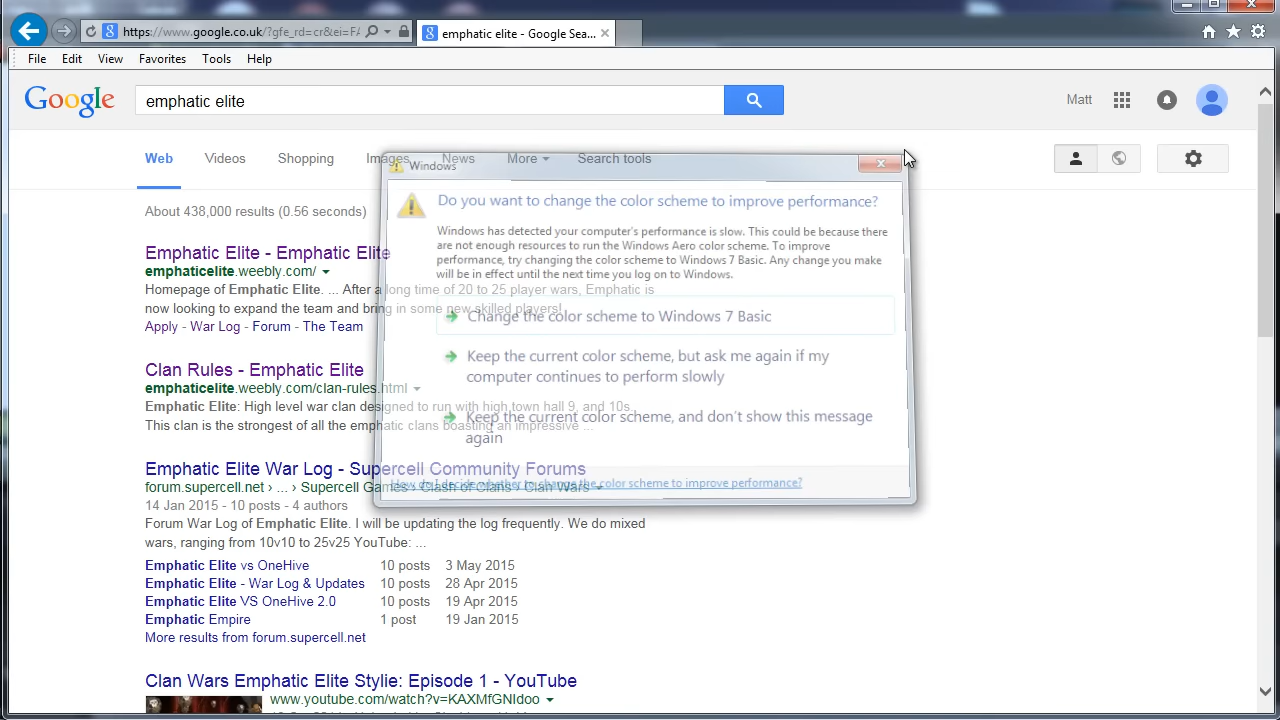 https://www.google.co.uk/?gfe_rd=cr&ei=FA
emphatic elite - Google Sea...
File Edit View Favorites Tools Help
Google
emphatic elite
Matt
Web Videos Shopping Images News More Search tools
About 438,000 results (0.56 seconds)
Emphatic Elite - Emphatic Elite
emphaticelite.weebly.com/
Homepage of Emphatic Elite. ... After a long time of 20 to 25 player wars, Emphatic is
now looking to expand the team and bring in some new skilled players!
Apply - War Log - Forum - The Team
Clan Rules - Emphatic Elite
emphaticelite.weebly.com/clan-rules.html
Emphatic Elite: High level war clan designed to run with high town hall 9, and 10s.
This clan is the strongest of all the emphatic clans boasting an impressive ...
Emphatic Elite War Log - Supercell Community Forums
forum.supercell.net › ... › Supercell Games › Clash of Clans › Clan Wars
14 Jan 2015 - 10 posts - 4 authors
Forum War Log of Emphatic Elite. I will be updating the log frequently. We do mixed
wars, ranging from 10v10 to 25v25 YouTube: ...
Emphatic Elite vs OneHive 10 posts 3 May 2015
Emphatic Elite - War Log & Updates 10 posts 28 Apr 2015
Emphatic Elite VS OneHive 2.0 10 posts 19 Apr 2015
Emphatic Empire 1 post 19 Jan 2015
More results from forum.supercell.net
Clan Wars Emphatic Elite Stylie: Episode 1 - YouTube
www.youtube.com/watch?v=KAXMfGNIdoo
Windows
Do you want to change the color scheme to improve performance?
Windows has detected your computer's performance is slow. This could be because there
are not enough resources to run the Windows Aero color scheme. To improve
performance, try changing the color scheme to Windows 7 Basic. Any change you make
will be in effect until the next time you log on to Windows.
Change the color scheme to Windows 7 Basic
Keep the current color scheme, but ask me again if my
computer continues to perform slowly
Keep the current color scheme, and don't show this message
again
How do I decide whether to change the color scheme to improve performance?